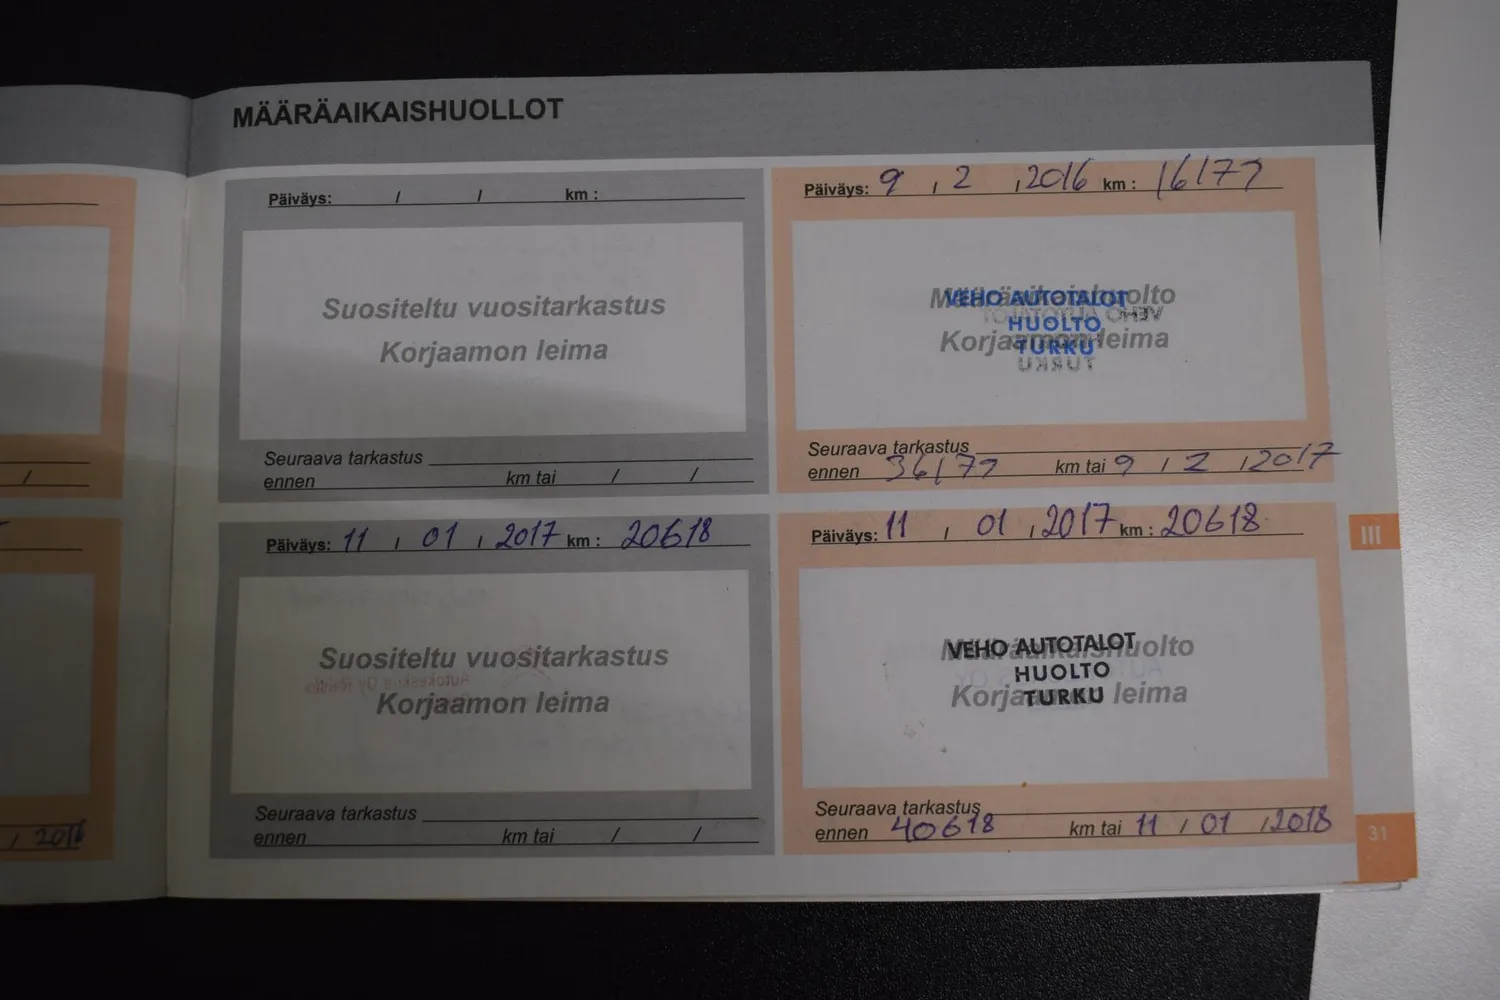 MÄÄRÄAIKAISHUOLLOT
Päiväys: / / km :
Suositeltu vuositarkastus
Korjaamon leima
Seuraava tarkastus
ennen km tai / /
Päiväys: 9 / 2 / 2016 km : 16177
Määräaikaishuolto
Korjaamon leima
VEHO AUTOTALOT
HUOLTO
TURKU
Seuraava tarkastus
ennen 36177 km tai 9 / 2 / 2017
Päiväys: 11 / 01 / 2017 km : 20618
Suositeltu vuositarkastus
Korjaamon leima
Seuraava tarkastus
ennen km tai / /
Päiväys: 11 / 01 / 2017 km : 20618
Määräaikaishuolto
Korjaamon leima
VEHO AUTOTALOT
HUOLTO
TURKU
Seuraava tarkastus
ennen 40618 km tai 11 / 01 / 2018
III
31
/
/ 2016